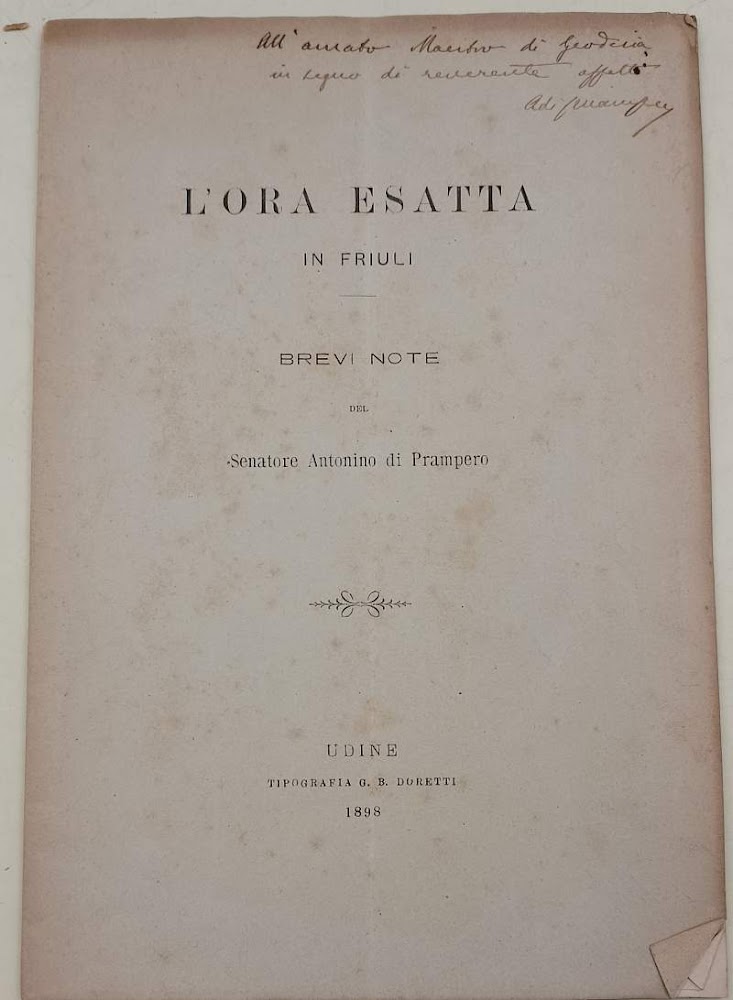 All' amato Maestro di Geodesia
in segno di reverente affetto
Adi Prampero
L'ORA ESATTA
IN FRIULI
BREVI NOTE
DEL
Senatore Antonino di Prampero
UDINE
TIPOGRAFIA G. B. DORETTI
1898